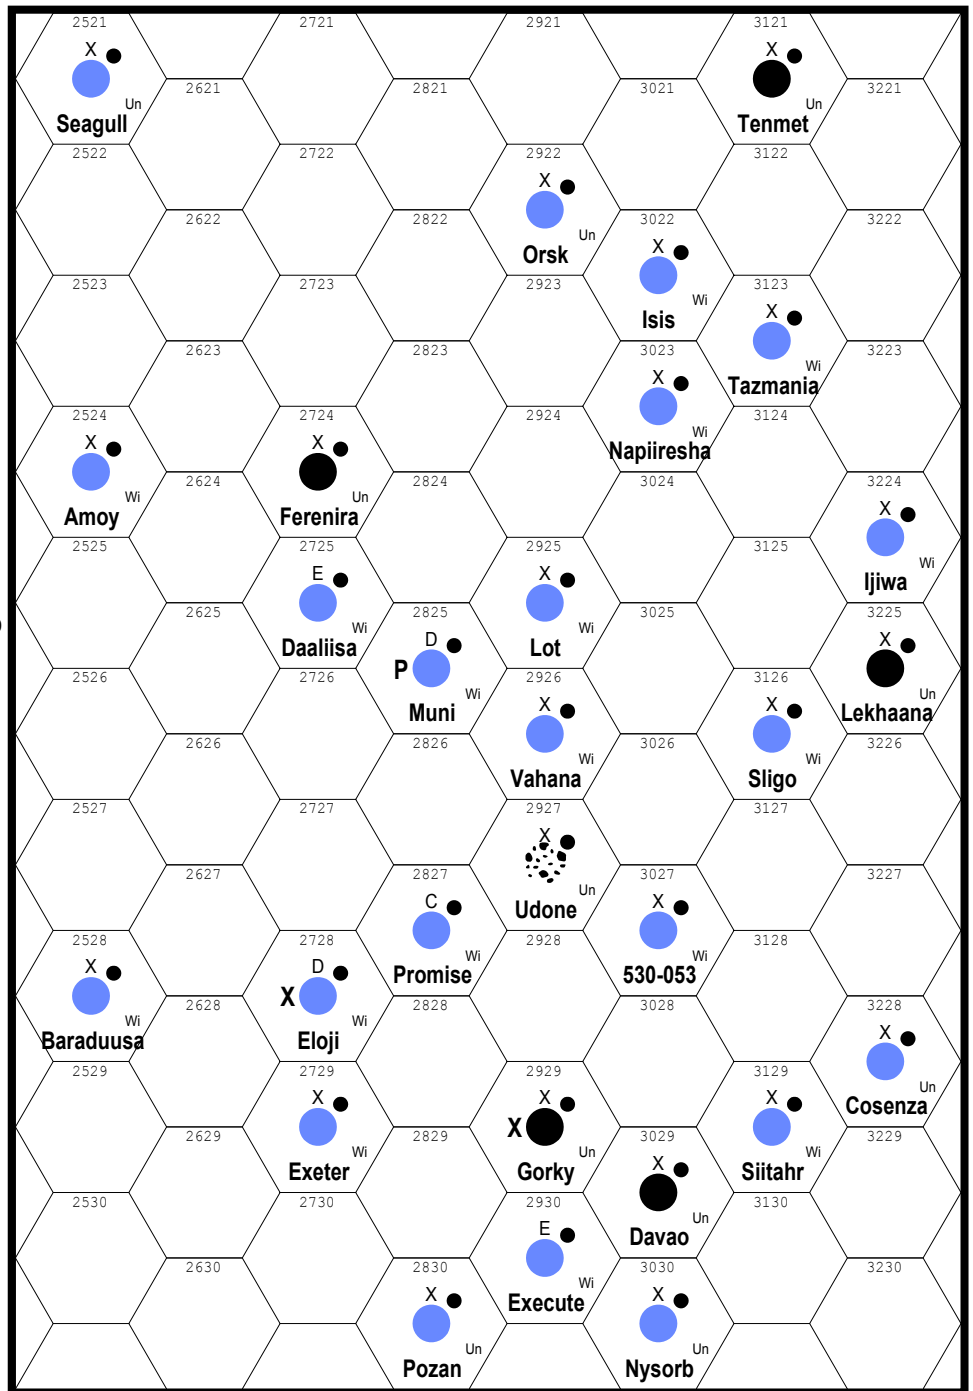 2521 2721 2921 3121
X X
2621 2821 3021 3221
Un Un
Seagull Tenmet
2522 2722 2922 3122
X
2622 2822 3022 3222
Un
X
Orsk
2523 2723 2923 3123
Wi
X
Isis
2623 2823 3023 3223
Wi
X
Tazmania
2524 2724 2924 3124
Wi
X X
Napiiresha
2624 2824 3024 3224
Wi Un
X
Amoy Ferenira
2525 2725 2925 3125
Wi
E X
Ijiwa
2625 2825 3025 3225
Wi Wi
D X
Daaliisa Lot
P
2526 2726 2926 3126
Wi Un
X X
Muni Lekhaana
2626 2826 3026 3226
Wi Wi
Vahana Sligo
2527 2727 2927 3127
X
2627 2827 3027 3227
Un
C X
Udone
2528 2728 2928 3128
Wi Wi
X D
Promise 530-053
X
2628 2828 3028 3228
Wi Wi
X
Baraduusa Eloji
2529 2729 2929 3129
Un
X X X
Cosenza
X
2629 2829 3029 3229
Wi Un Wi
X
Exeter Gorky Siitahr
2530 2730 2930 3130
Un
E
Davao
2630 2830 3030 3230
Wi
X X
Execute
Un Un
Pozan Nysorb